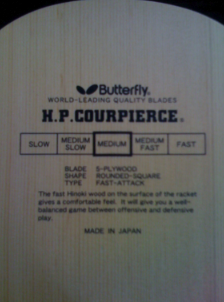 Butterfly®
WORLD-LEADING QUALITY BLADES
H.P.COURPIERCE®
SLOW MEDIUM SLOW MEDIUM MEDIUM FAST FAST
BLADE 5-PLYWOOD
SHAPE ROUNDED-SQUARE
TYPE FAST-ATTACK
The fast Hinoki wood on the surface of the racket
gives a comfortable feel. It will give you a well-
balanced game between offensive and defensive
play.
MADE IN JAPAN